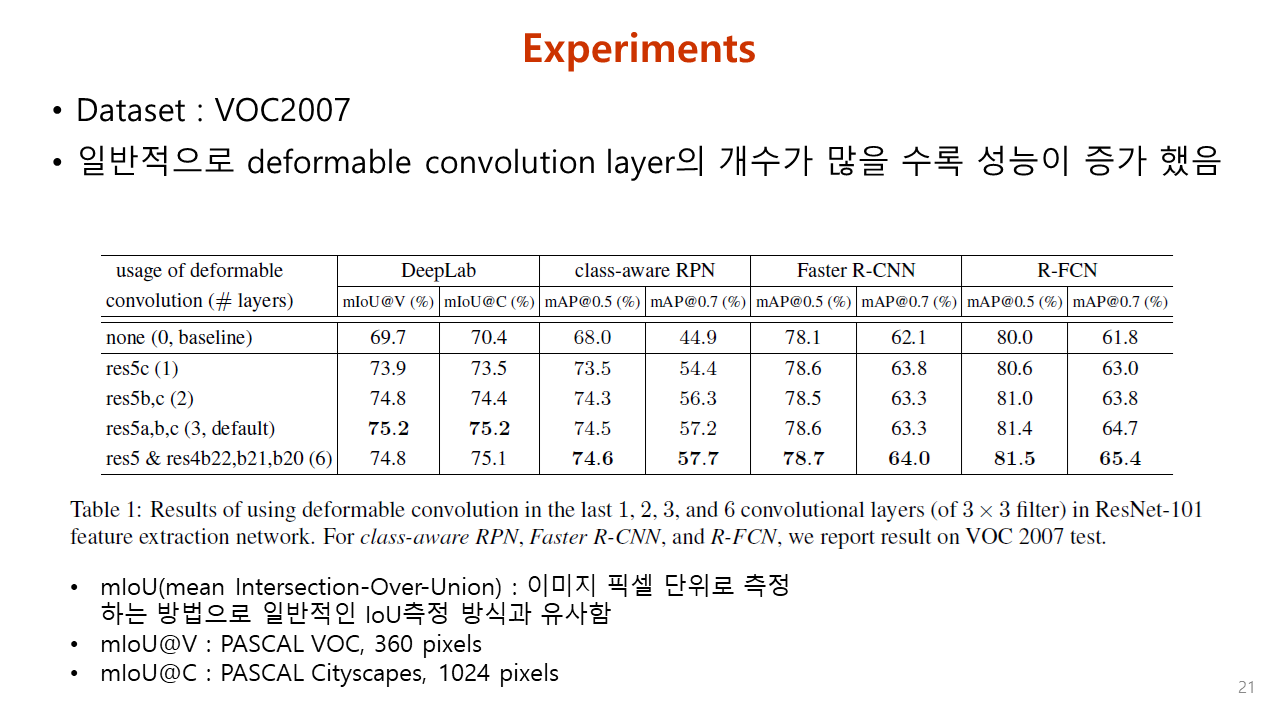 Experiments
• Dataset : VOC2007
• 일반적으로 deformable convolution layer의 개수가 많을 수록 성능이 증가 했음
usage of deformable convolution (# layers) DeepLab class-aware RPN Faster R-CNN R-FCN
mIoU@V (%) mIoU@C (%) mAP@0.5 (%) mAP@0.7 (%) mAP@0.5 (%) mAP@0.7 (%) mAP@0.5 (%) mAP@0.7 (%)
none (0, baseline) 69.7 70.4 68.0 44.9 78.1 62.1 80.0 61.8
res5c (1) 73.9 73.5 73.5 54.4 78.6 63.8 80.6 63.0
res5b,c (2) 74.8 74.4 74.3 56.3 78.5 63.3 81.0 63.8
res5a,b,c (3, default) 75.2 75.2 74.5 57.2 78.6 63.3 81.4 64.7
res5 & res4b22,b21,b20 (6) 74.8 75.1 74.6 57.7 78.7 64.0 81.5 65.4
Table 1: Results of using deformable convolution in the last 1, 2, 3, and 6 convolutional layers (of 3 × 3 filter) in ResNet-101
feature extraction network. For class-aware RPN, Faster R-CNN, and R-FCN, we report result on VOC 2007 test.
• mIoU(mean Intersection-Over-Union) : 이미지 픽셀 단위로 측정
하는 방법으로 일반적인 IoU측정 방식과 유사함
• mIoU@V : PASCAL VOC, 360 pixels
• mIoU@C : PASCAL Cityscapes, 1024 pixels
21